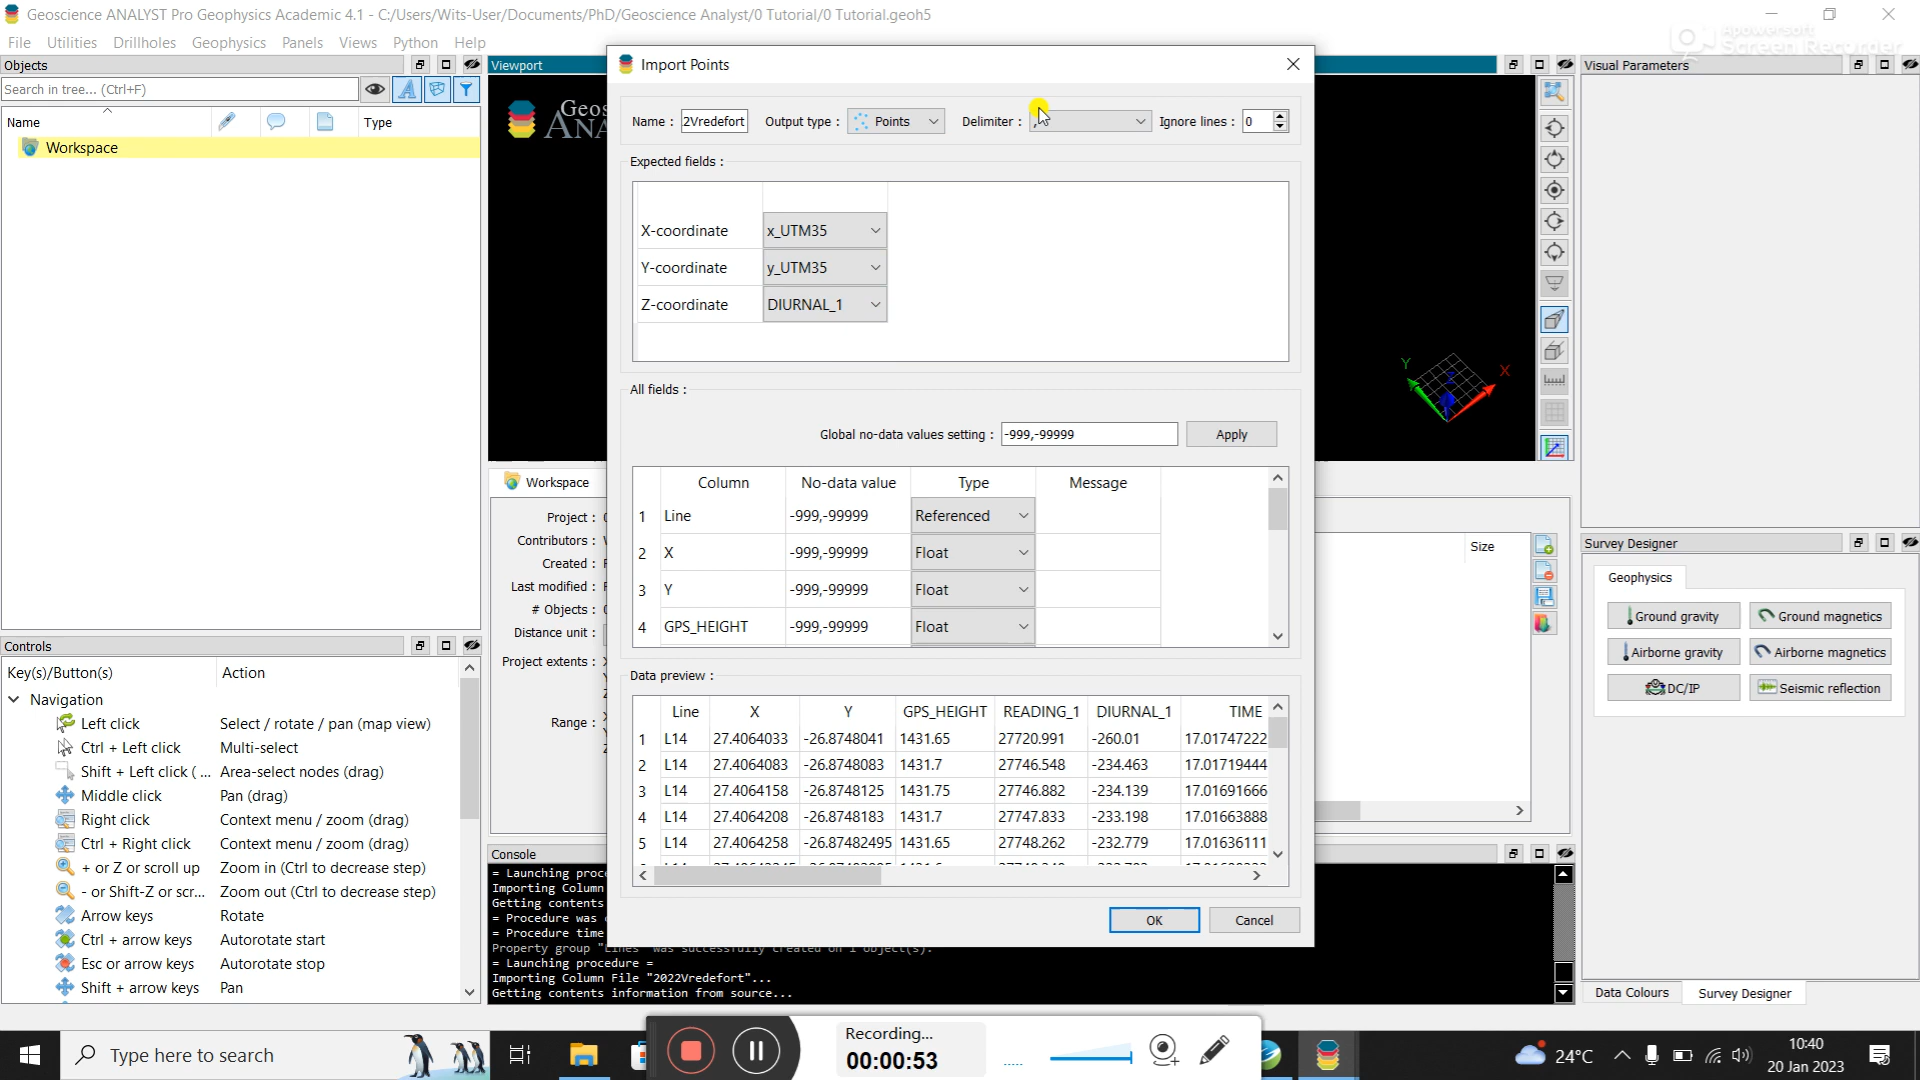 Geoscience ANALYST Pro Geophysics Academic 4.1 - C:/Users/Wits-User/Documents/PhD/Geoscience Analyst/0 Tutorial/0 Tutorial.geoh5
Apowersoft
Screen Recorder
File Utilities Drillholes Geophysics Panels Views Python Help
Objects
Search in tree... (Ctrl+F)
Name Type
Workspace
Viewport
Geos
AN
Import Points
Name : 2Vredefort Output type : Points Delimiter : , Ignore lines : 0
Expected fields :
X-coordinate x_UTM35
Y-coordinate y_UTM35
Z-coordinate DIURNAL_1
All fields :
Global no-data values setting : -999,-99999 Apply
Column No-data value Type Message
1 Line -999,-99999 Referenced
2 X -999,-99999 Float
3 Y -999,-99999 Float
4 GPS_HEIGHT -999,-99999 Float
Data preview :
Line X Y GPS_HEIGHT READING_1 DIURNAL_1 TIME
1 L14 27.4064033 -26.8748041 1431.65 27720.991 -260.01 17.01747222
2 L14 27.4064083 -26.8748083 1431.7 27746.548 -234.463 17.01719444
3 L14 27.4064158 -26.8748125 1431.75 27746.882 -234.139 17.01691666
4 L14 27.4064208 -26.8748183 1431.7 27747.833 -233.198 17.01663888
5 L14 27.4064258 -26.87482495 1431.65 27748.262 -232.779 17.01636111
OK Cancel
Y X Z
Workspace
Project :
Contributors :
Created :
Last modified :
# Objects :
Distance unit :
Project extents :
Range :
Size
Visual Parameters
Survey Designer
Geophysics
Ground gravity Ground magnetics
Airborne gravity Airborne magnetics
DC/IP Seismic reflection
Data Colours Survey Designer
Controls
Key(s)/Button(s) Action
Navigation
Left click Select / rotate / pan (map view)
Ctrl + Left click Multi-select
Shift + Left click ( ... Area-select nodes (drag)
Middle click Pan (drag)
Right click Context menu / zoom (drag)
Ctrl + Right click Context menu / zoom (drag)
+ or Z or scroll up Zoom in (Ctrl to decrease step)
- or Shift-Z or scr... Zoom out (Ctrl to decrease step)
Arrow keys Rotate
Ctrl + arrow keys Autorotate start
Esc or arrow keys Autorotate stop
Shift + arrow keys Pan
Console
= Launching proce
Importing Column
Getting contents
= Procedure was
= Procedure time
Property group "Lines" was successfully created on 1 object(s).
= Launching procedure =
Importing Column File "2022Vredefort"...
Getting contents information from source...
Type here to search
Recording...
00:00:53
24°C
10:40
20 Jan 2023